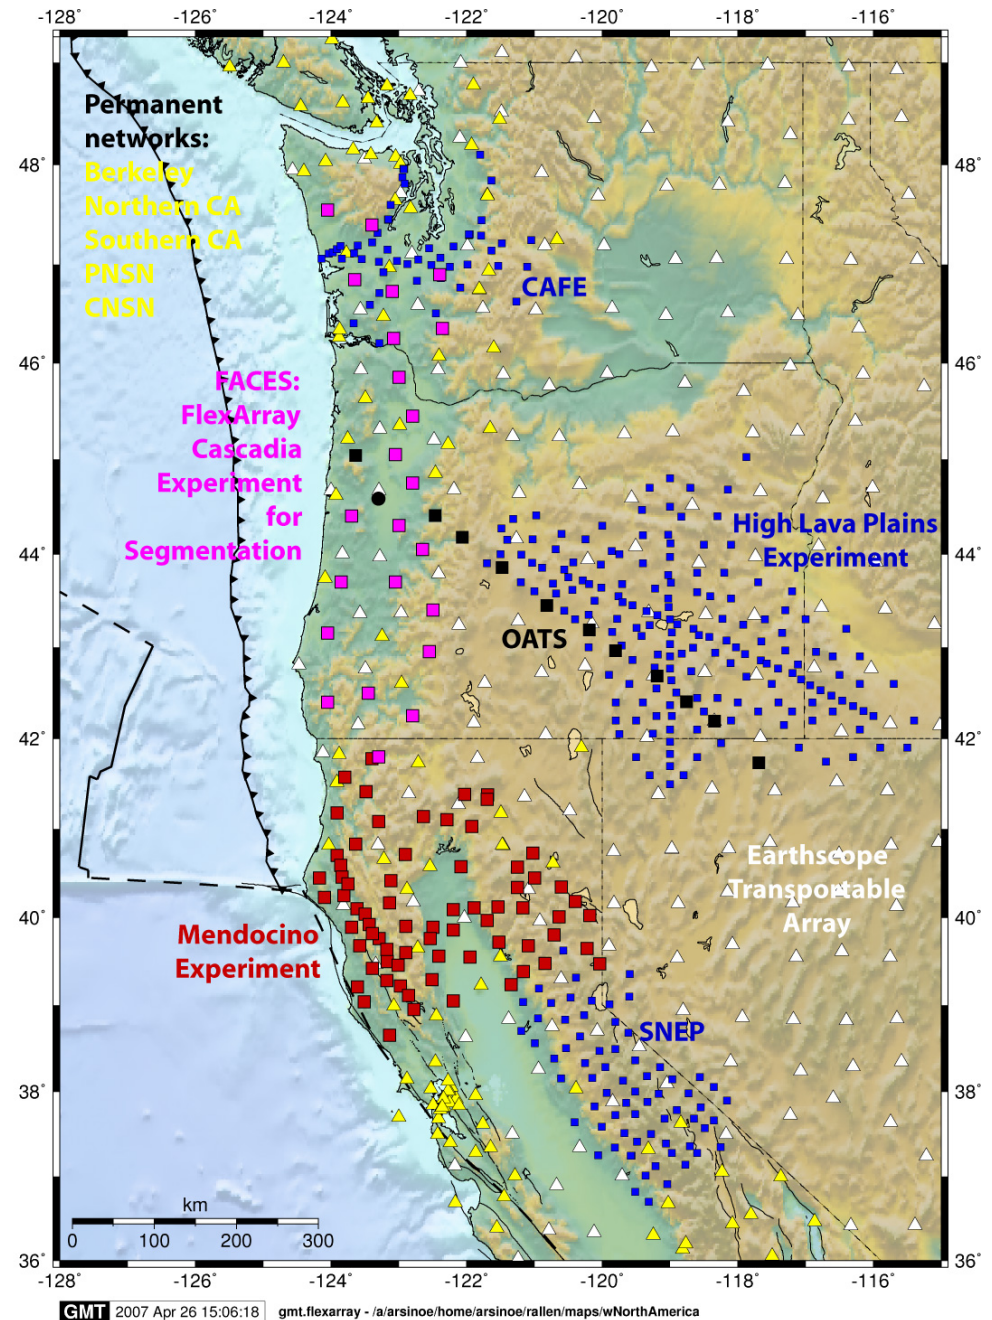 -128˚ -126˚ -124˚ -122˚ -120˚ -118˚ -116˚
Permanent
networks:
Berkeley
Northern CA
Southern CA
PNSN
CNSN
48˚ 48˚
CAFE
46˚ 46˚
FACES:
FlexArray
Cascadia
Experiment
for
Segmentation
High Lava Plains
Experiment
44˚ 44˚
OATS
42˚ 42˚
Earthscope
Transportable
Array
40˚ 40˚
Mendocino
Experiment
SNEP
38˚ 38˚
km
0 100 200 300
36˚ 36˚
-128˚ -126˚ -124˚ -122˚ -120˚ -118˚ -116˚
GMT 2007 Apr 26 15:06:18 gmt.flexarray - /a/arsinoe/home/arsinoe/rallen/maps/wNorthAmerica